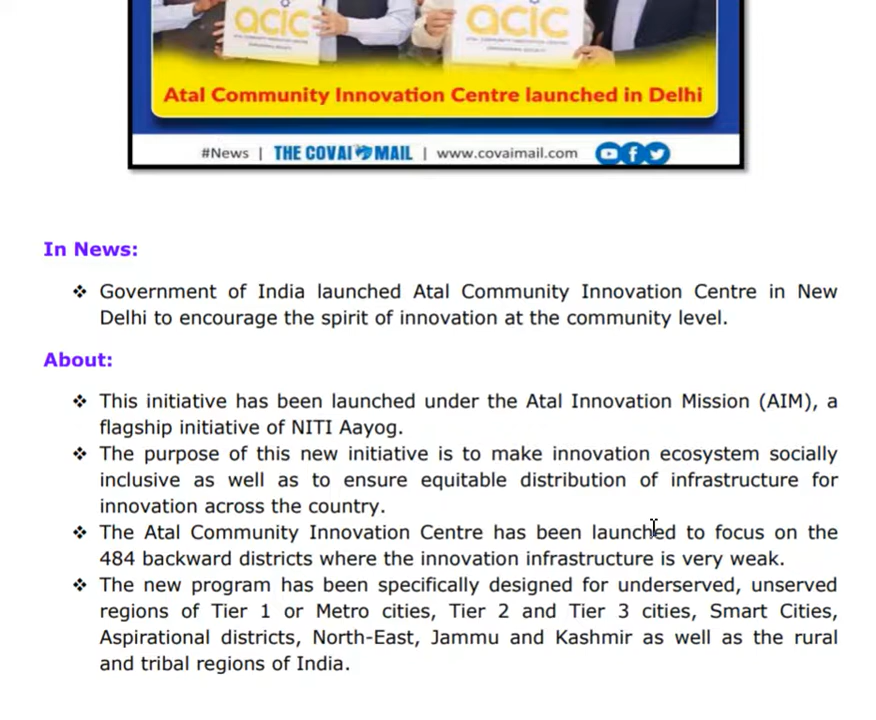 acic
acic
Atal Community Innovation Centre launched in Delhi
#News | THE COVAI MAIL | www.covaimail.com
In News:
❖ Government of India launched Atal Community Innovation Centre in New
Delhi to encourage the spirit of innovation at the community level.
About:
❖ This initiative has been launched under the Atal Innovation Mission (AIM), a
flagship initiative of NITI Aayog.
❖ The purpose of this new initiative is to make innovation ecosystem socially
inclusive as well as to ensure equitable distribution of infrastructure for
innovation across the country.
❖ The Atal Community Innovation Centre has been launched to focus on the
484 backward districts where the innovation infrastructure is very weak.
❖ The new program has been specifically designed for underserved, unserved
regions of Tier 1 or Metro cities, Tier 2 and Tier 3 cities, Smart Cities,
Aspirational districts, North-East, Jammu and Kashmir as well as the rural
and tribal regions of India.